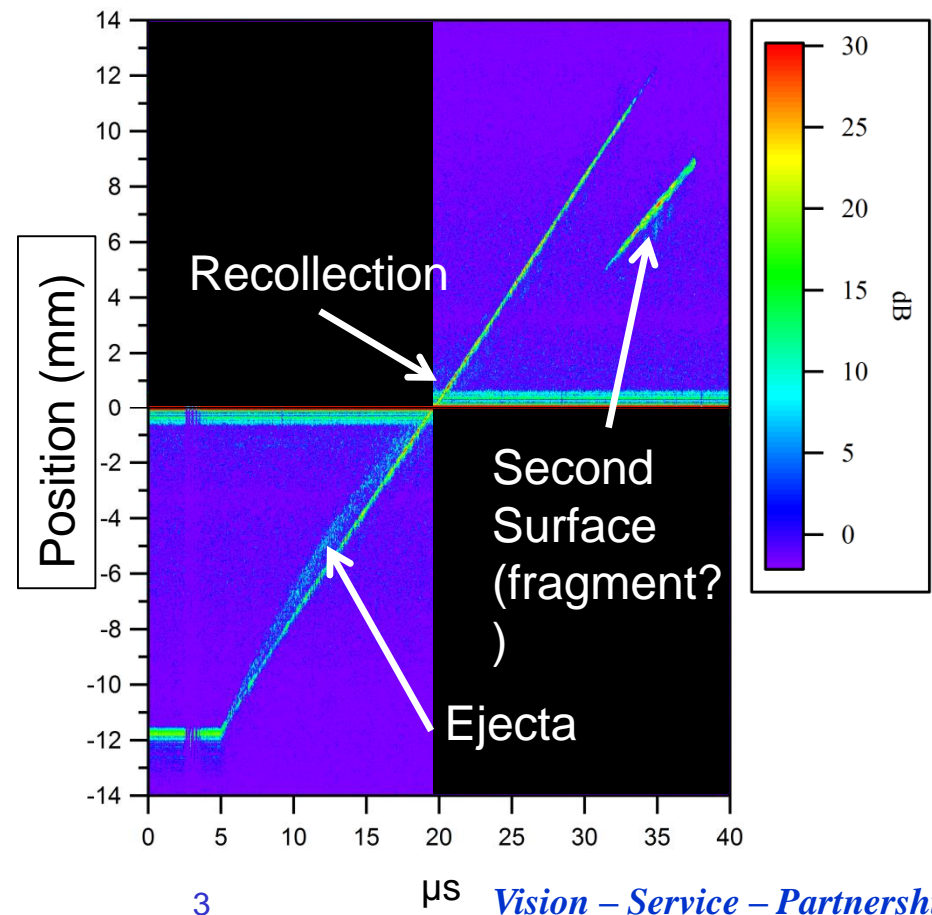 14
12
10
8
6
4
2
0
-2
-4
-6
-8
-10
-12
-14
Position (mm)
0 5 10 15 20 25 30 35 40
μs
Recollection
Second
Surface
(fragment?
)
Ejecta
30
25
20
15
10
5
0
dB
3
Vision – Service – Partnersh